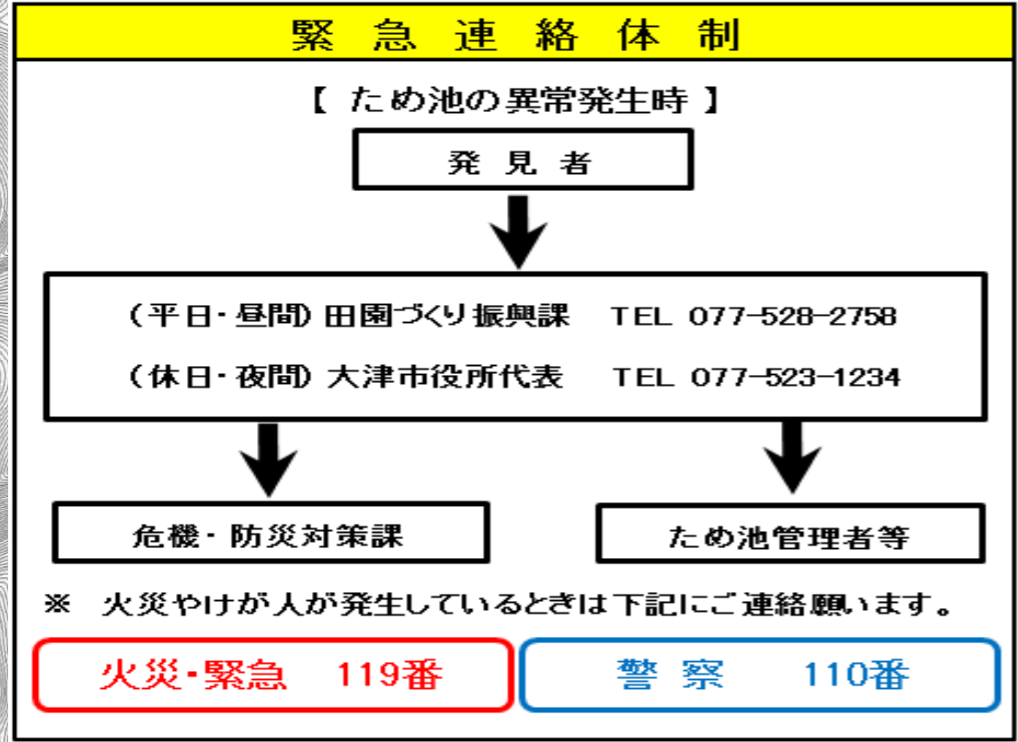 緊急連絡体制
【ため池の異常発生時】
発見者
(平日・昼間) 田園づくり振興課 TEL 077-528-2758
(休日・夜間) 大津市役所代表 TEL 077-523-1234
危機・防災対策課
ため池管理者等
※ 火災やけが人が発生しているときは下記にご連絡願います。
火災・緊急 119番
警察 110番